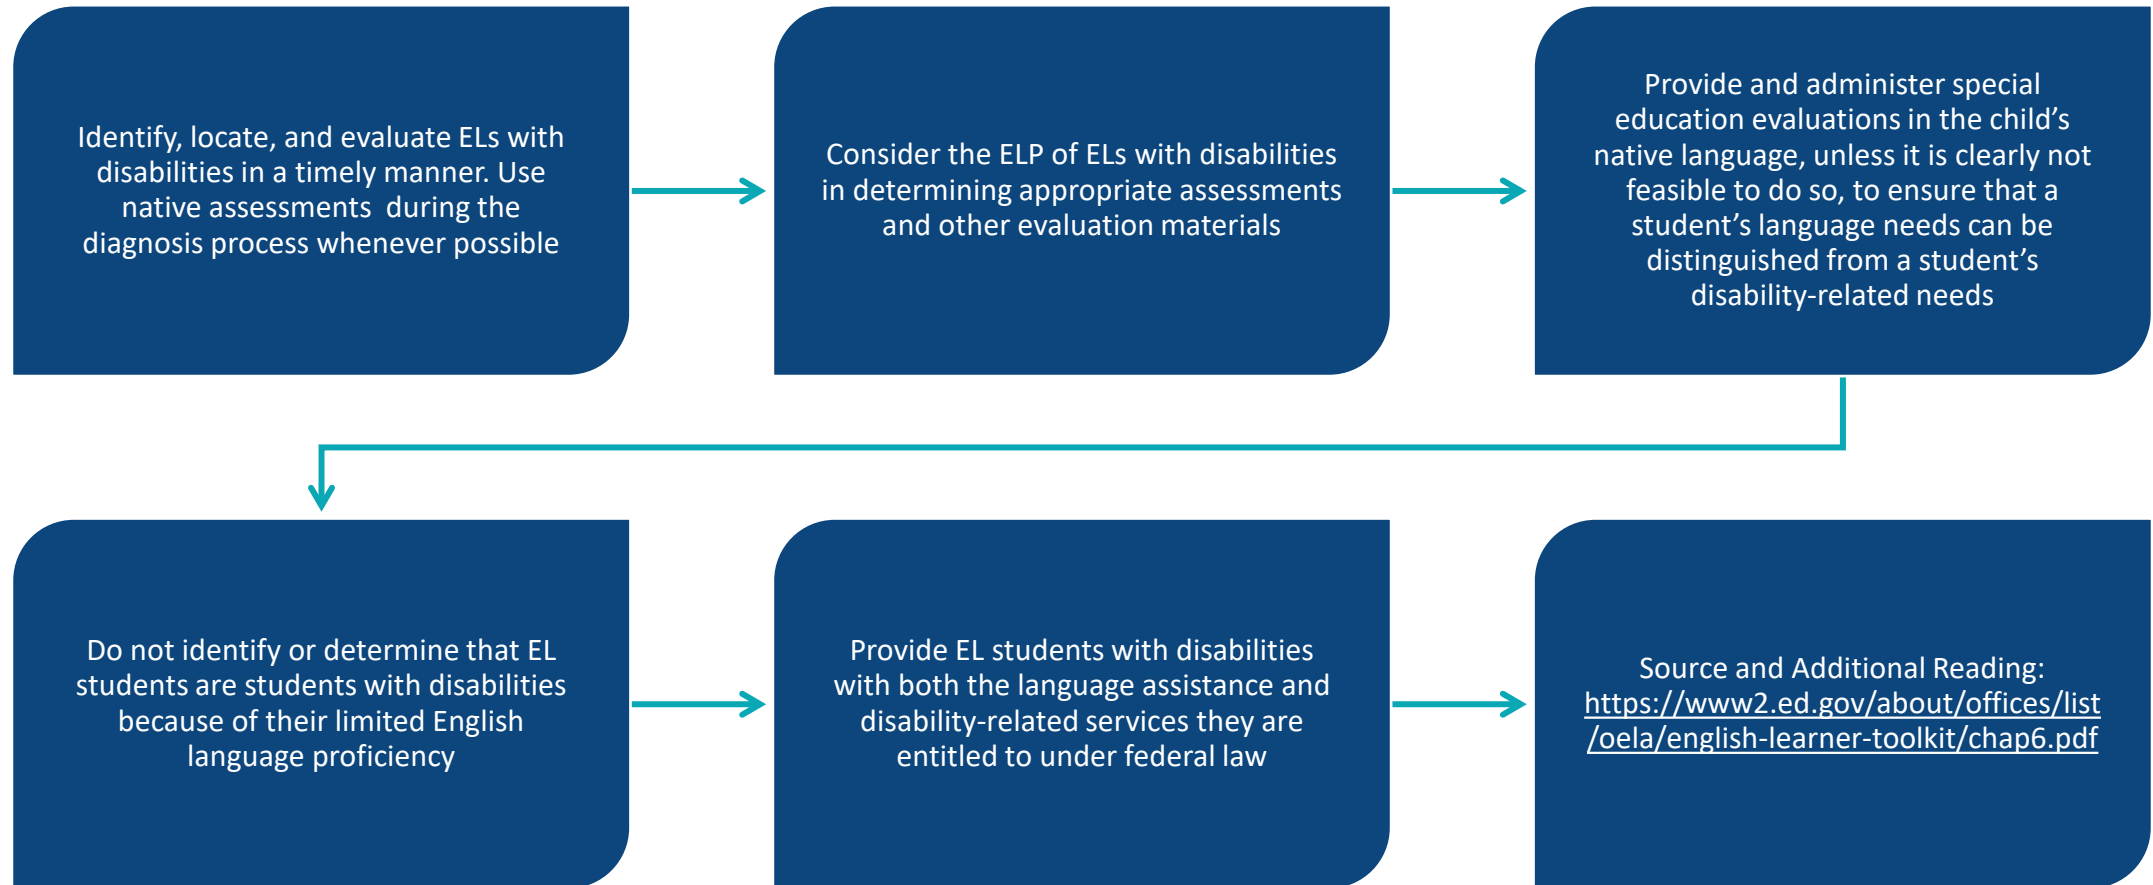 Identify, locate, and evaluate ELs with
disabilities in a timely manner. Use
native assessments  during the
diagnosis process whenever possible
Consider the ELP of ELs with disabilities
in determining appropriate assessments
and other evaluation materials
Provide and administer special
education evaluations in the child’s
native language, unless it is clearly not
feasible to do so, to ensure that a
student’s language needs can be
distinguished from a student’s
disability-related needs
Do not identify or determine that EL
students are students with disabilities
because of their limited English
language proficiency
Provide EL students with disabilities
with both the language assistance and
disability-related services they are
entitled to under federal law
Source and Additional Reading:
https://www2.ed.gov/about/offices/list
/oela/english-learner-toolkit/chap6.pdf